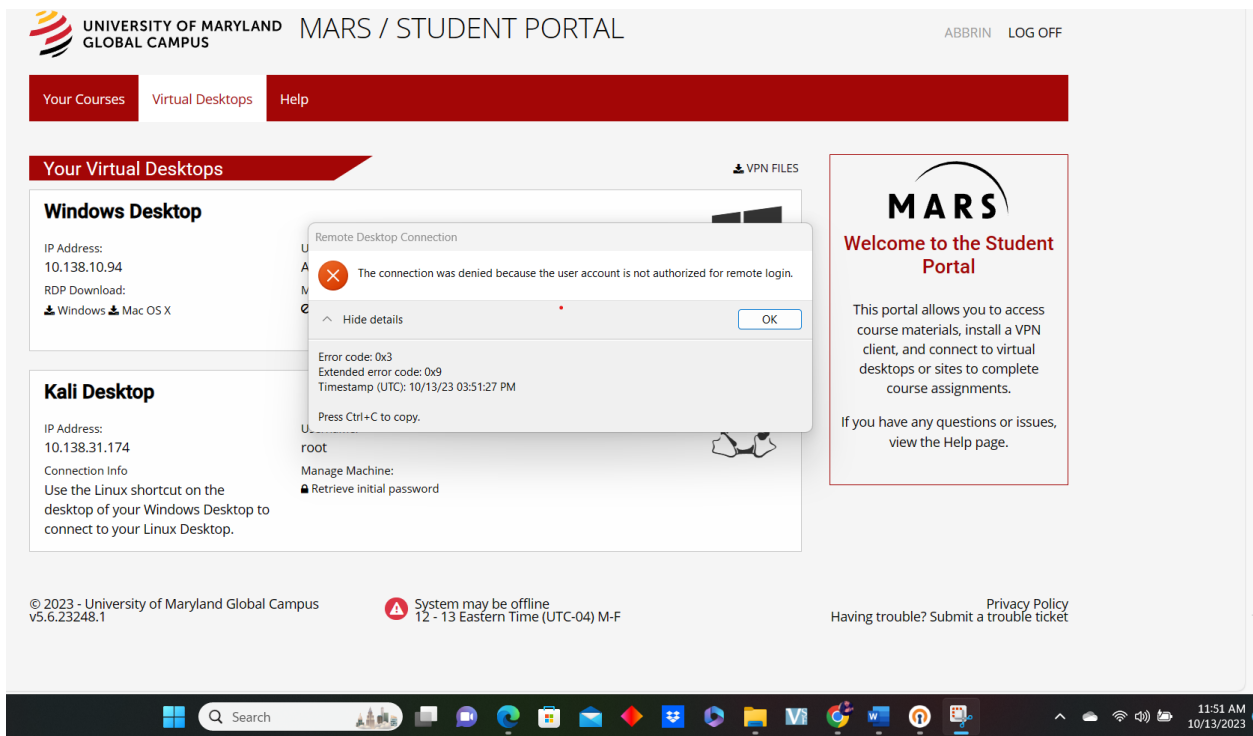 UNIVERSITY OF MARYLAND
GLOBAL CAMPUS
MARS / STUDENT PORTAL
ABBRIN LOG OFF
Your Courses Virtual Desktops Help
Your Virtual Desktops
VPN FILES
Windows Desktop
IP Address:
10.138.10.94
RDP Download:
Windows Mac OS X
Remote Desktop Connection
The connection was denied because the user account is not authorized for remote login.
Hide details
OK
Error code: 0x3
Extended error code: 0x9
Timestamp (UTC): 10/13/23 03:51:27 PM
Press Ctrl+C to copy.
Kali Desktop
IP Address:
10.138.31.174
Connection Info
Use the Linux shortcut on the
desktop of your Windows Desktop to
connect to your Linux Desktop.
root
Manage Machine:
Retrieve initial password
MARS
Welcome to the Student
Portal
This portal allows you to access
course materials, install a VPN
client, and connect to virtual
desktops or sites to complete
course assignments.
If you have any questions or issues,
view the Help page.
© 2023 - University of Maryland Global Campus
v5.6.23248.1
System may be offline
12 - 13 Eastern Time (UTC-04) M-F
Privacy Policy
Having trouble? Submit a trouble ticket
Search
11:51 AM
10/13/2023